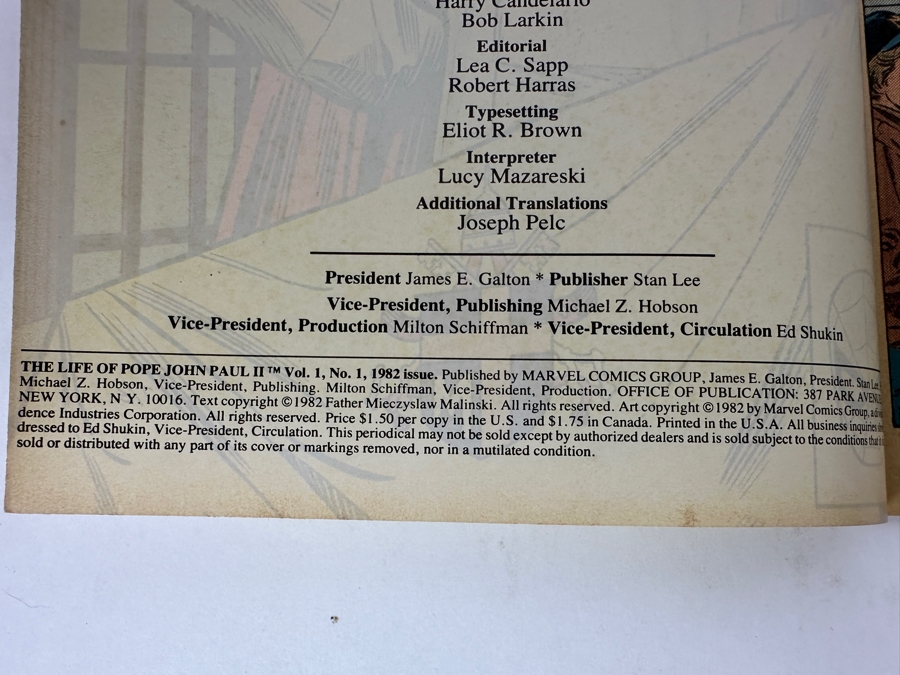 Harry Candelario
Bob Larkin
Editorial
Lea C. Sapp
Robert Harras
Typesetting
Eliot R. Brown
Interpreter
Lucy Mazareski
Additional Translations
Joseph Pelc
President James E. Galton * Publisher Stan Lee
Vice-President, Publishing Michael Z. Hobson
Vice-President, Production Milton Schiffman * Vice-President, Circulation Ed Shukin
THE LIFE OF POPE JOHN PAUL II™ Vol. 1, No. 1, 1982 issue. Published by MARVEL COMICS GROUP, James E. Galton, President. Stan Lee
Michael Z. Hobson, Vice-President, Publishing. Milton Schiffman, Vice-President, Production. OFFICE OF PUBLICATION: 387 PARK AVENUE
NEW YORK, N Y. 10016. Text copyright ©1982 Father Mieczyslaw Malinski. All rights reserved. Art copyright ©1982 by Marvel Comics Group, a
dence Industries Corporation. All rights reserved. Price $1.50 per copy in the U.S. and $1.75 in Canada. Printed in the U.S.A. All business inquiries
dressed to Ed Shukin, Vice-President, Circulation. This periodical may not be sold except by authorized dealers and is sold subject to the conditions that
sold or distributed with any part of its cover or markings removed, nor in a mutilated condition.